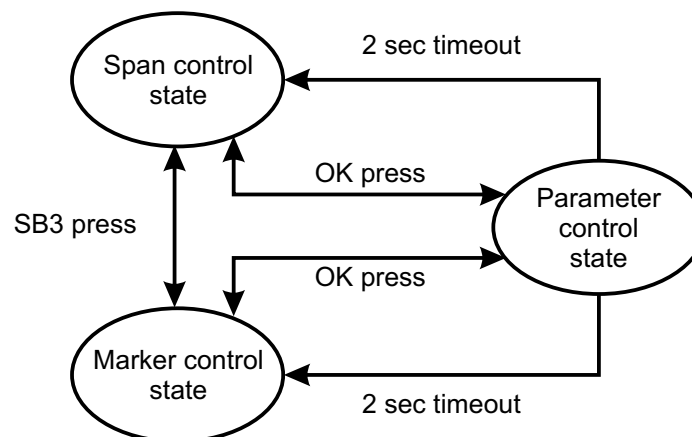 2 sec timeout
Span control
state
OK press
SB3 press
Parameter
control
state
OK press
Marker control
state
2 sec timeout